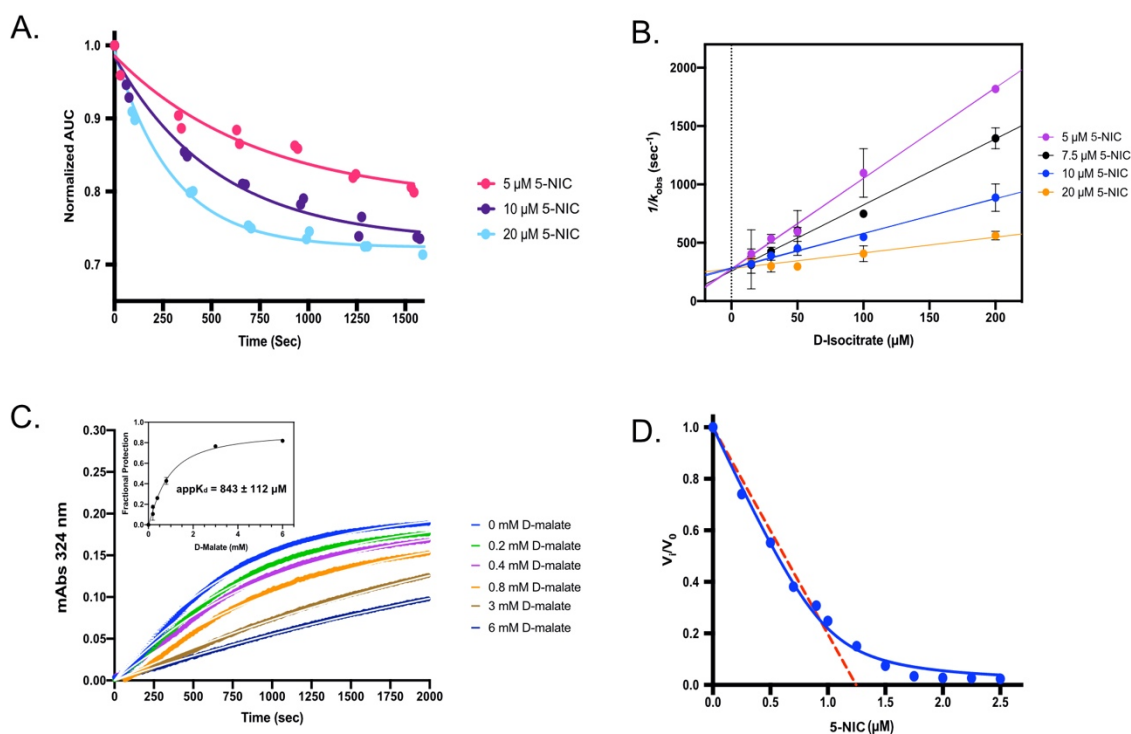 A.
1.0
0.9
0.8
0.7
Normalized AUC
0 250 500 750 1000 1250 1500
Time (Sec)
5 µM 5-NIC
10 µM 5-NIC
20 µM 5-NIC
B.
2000
1500
1000
500
0
1/kobs (sec⁻¹)
0 50 100 150 200
D-Isocitrate (µM)
5 µM 5-NIC
7.5 µM 5-NIC
10 µM 5-NIC
20 µM 5-NIC
C.
0.30
0.25
0.20
0.15
0.10
0.05
0.00
mAbs 324 nm
0 250 500 750 1000 1250 1500 1750 2000
Time (sec)
1.0
0.8
0.6
0.4
0.2
0.0
Fractional Protection
appKd = 843 ± 112 µM
0 2 4 6
D-Malate (mM)
0 mM D-malate
0.2 mM D-malate
0.4 mM D-malate
0.8 mM D-malate
3 mM D-malate
6 mM D-malate
D.
1.0
0.8
0.6
0.4
0.2
0.0
Vi/V0
0.0 0.5 1.0 1.5 2.0 2.5
5-NIC (µM)